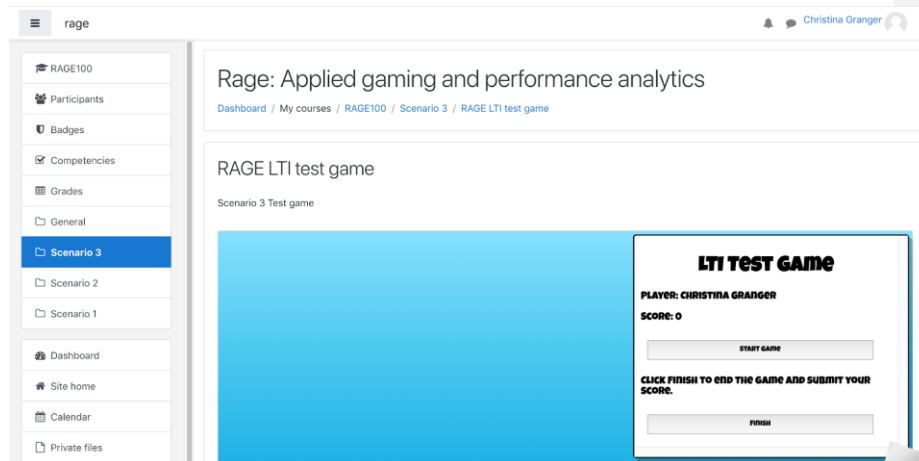 rage
Christina Granger
RAGE100
Participants
Badges
Competencies
Grades
General
Scenario 3
Scenario 2
Scenario 1
Dashboard
Site home
Calendar
Private files
Rage: Applied gaming and performance analytics
Dashboard / My courses / RAGE100 / Scenario 3 / RAGE LTI test game
RAGE LTI test game
Scenario 3 Test game
LTI TEST GAME
PLAYER: CHRISTINA GRANGER
SCORE: 0
START GAME
CLICK FINISH TO END THE GAME AND SUBMIT YOUR
SCORE.
FINISH